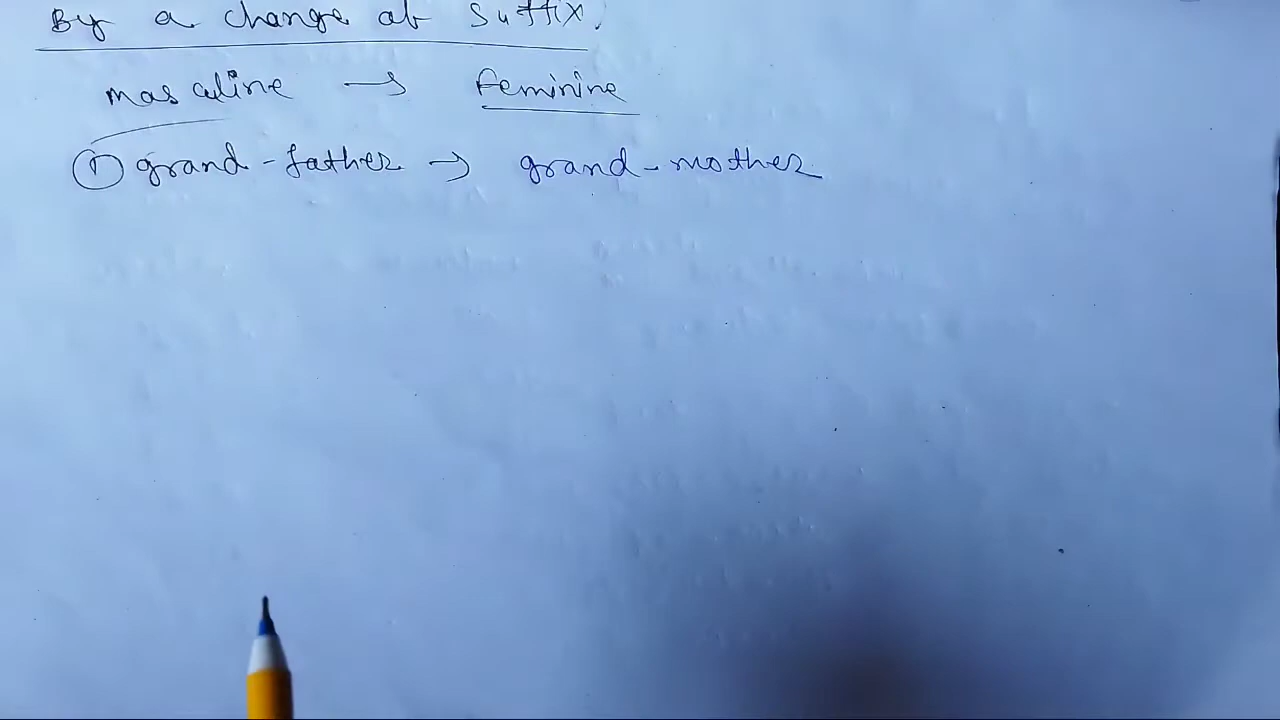 By a change of suffix.
masculine → Feminine
① grand-father → grand-mother